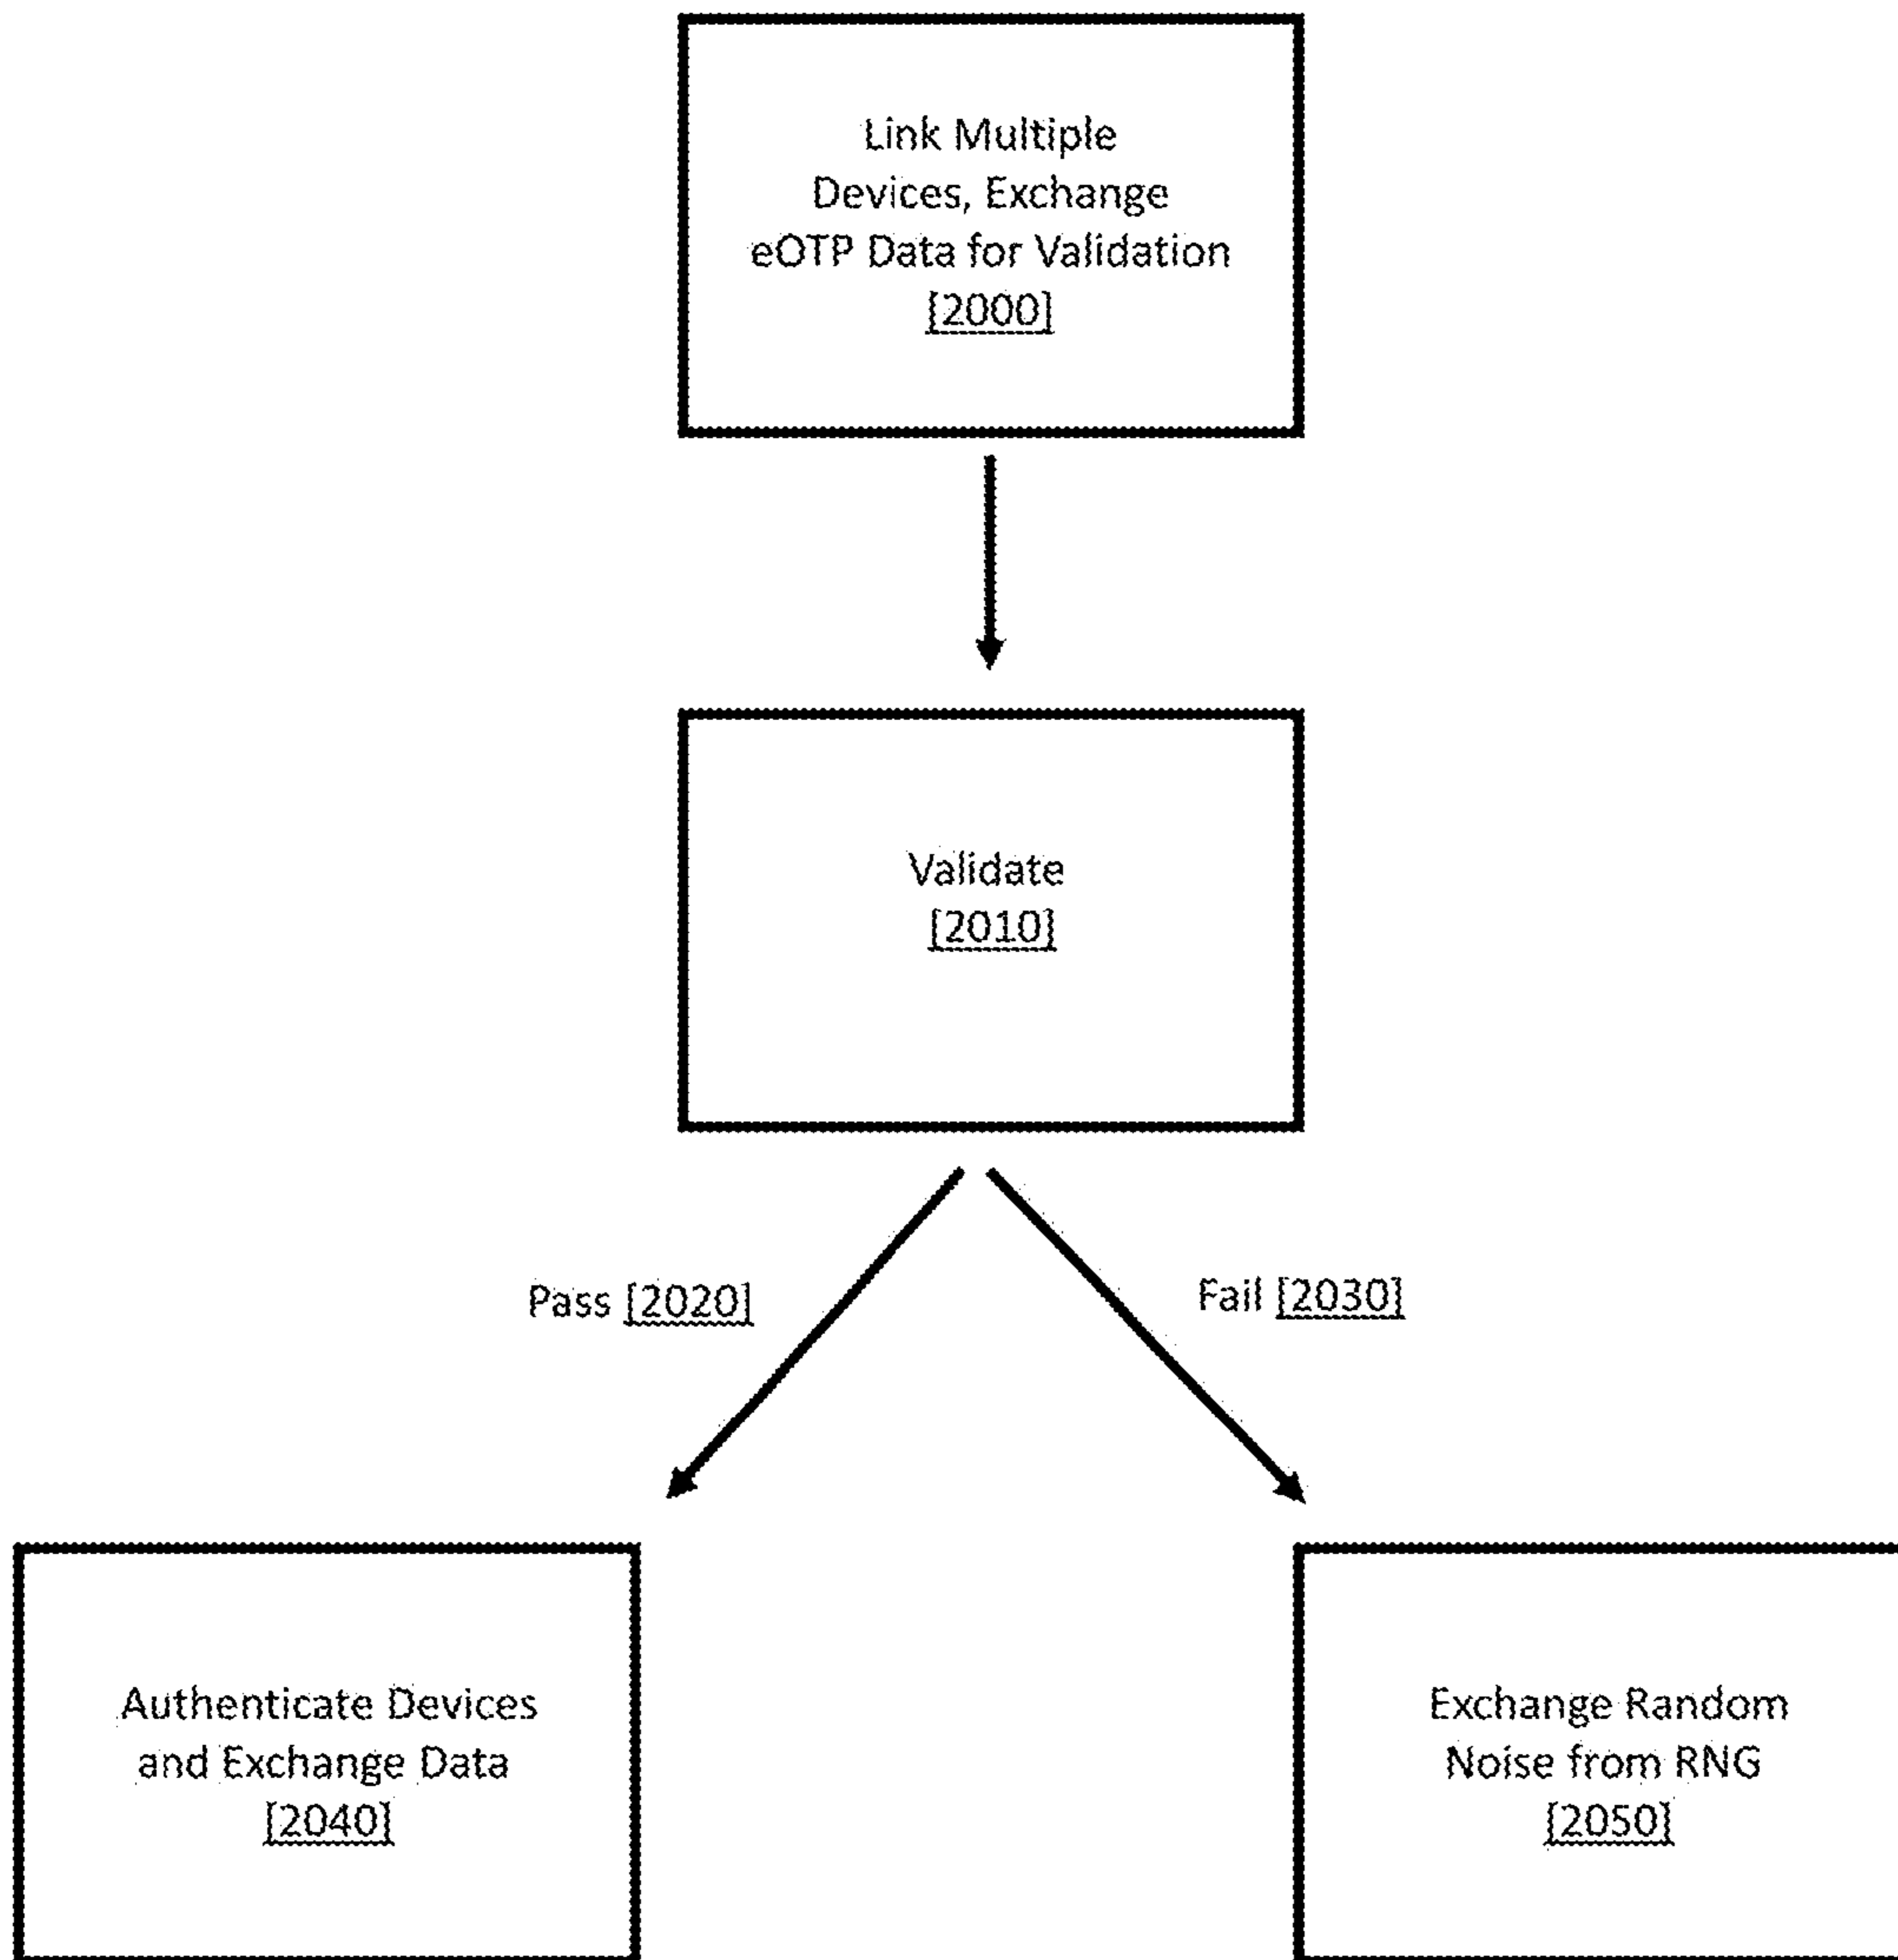 Link Multiple
Devices, Exchange
eOTP Data for Validation
[2000]
Validate
[2010]
Pass [2020]
Fail [2030]
Authenticate Devices
and Exchange Data
[2040]
Exchange Random
Noise from RNG
[2050]